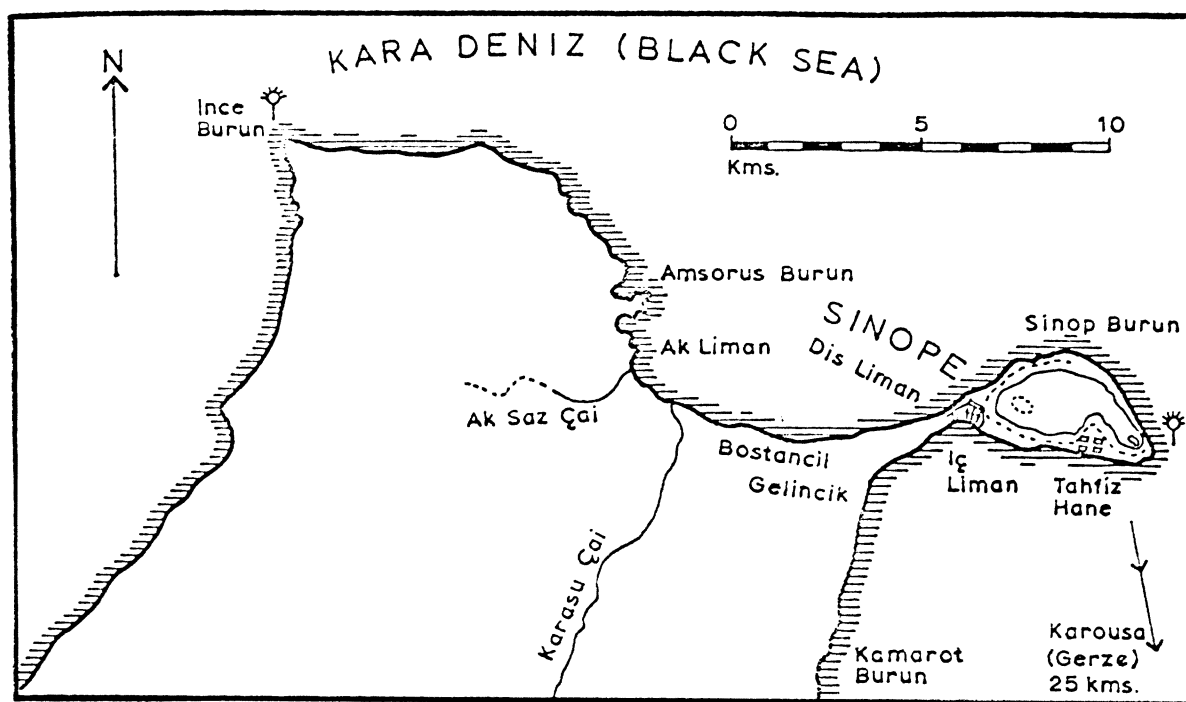 KARA DENIZ (BLACK SEA)
N
Ince
Burun
0 5 10
Kms.
Amsorus Burun
SINOPE
Sinop Burun
Dis Liman
Ak Liman
Ak Saz Çai
Bostancil
Gelincik
Iç
Liman
Tahfiz
Hane
Karasu Çai
Kamarot
Burun
Karousa
(Gerze)
25 kms.